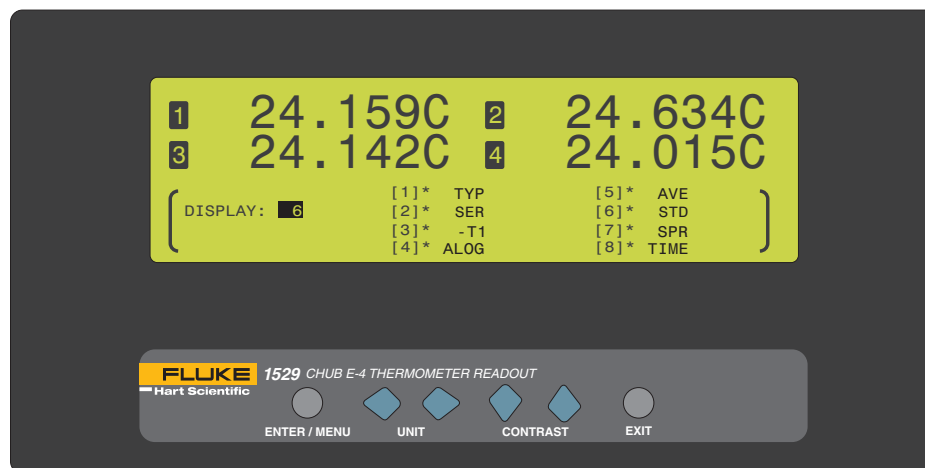 1 24.159C 2 24.634C
3 24.142C 4 24.015C
DISPLAY: 6
[1]* TYP
[2]* SER
[3]* -T1
[4]* ALOG
[5]* AVE
[6]* STD
[7]* SPR
[8]* TIME
FLUKE
Hart Scientific
1529 CHUB E-4 THERMOMETER READOUT
ENTER / MENU UNIT CONTRAST EXIT